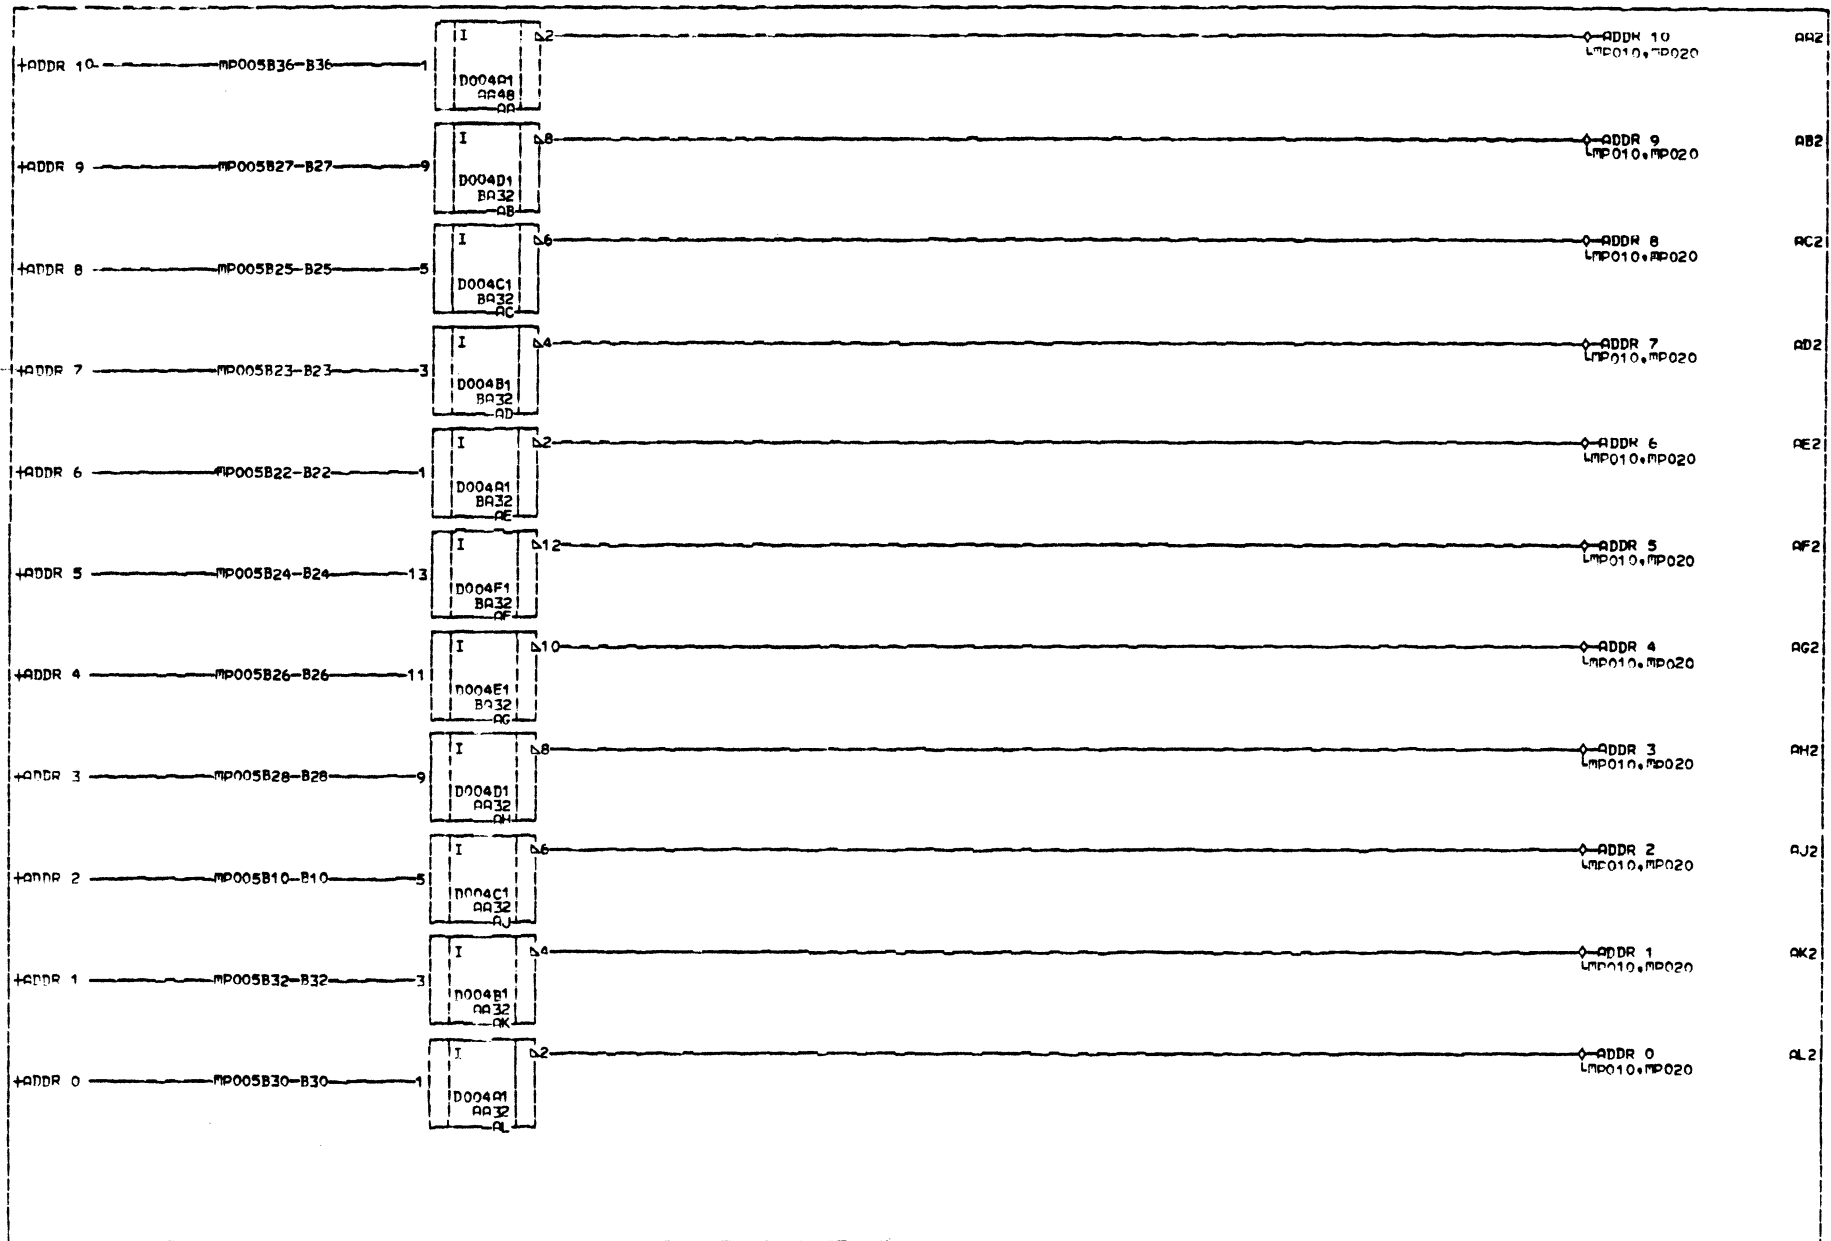 I 2 ADDR 10 AA2
MP010,MP020
+ADDR 10 MP005B36-B36 1
D004A1
AA48
AA
I 8 ADDR 9 AB2
MP010,MP020
+ADDR 9 MP005B27-B27 9
D004D1
BA32
AB
I 6 ADDR 8 AC2
MP010,MP020
+ADDR 8 MP005B25-B25 5
D004C1
BA32
AC
I 4 ADDR 7 AD2
MP010,MP020
+ADDR 7 MP005B23-B23 3
D004B1
BA32
AD
I 2 ADDR 6 AE2
MP010,MP020
+ADDR 6 MP005B22-B22 1
D004A1
BA32
AE
I 12 ADDR 5 AF2
MP010,MP020
+ADDR 5 MP005B24-B24 13
D004F1
BA32
AF
I 10 ADDR 4 AG2
MP010,MP020
+ADDR 4 MP005B26-B26 11
D004E1
BA32
AG
I 8 ADDR 3 AH2
MP010,MP020
+ADDR 3 MP005B28-B28 9
D004D1
AA32
AH
I 6 ADDR 2 AJ2
MP010,MP020
+ADDR 2 MP005B10-B10 5
D004C1
AA32
AJ
I 4 ADDR 1 AK2
MP010,MP020
+ADDR 1 MP005B32-B32 3
D004B1
AA32
AK
I 2 ADDR 0 AL2
MP010,MP020
+ADDR 0 MP005B30-B30 1
D004A1
AA32
AL